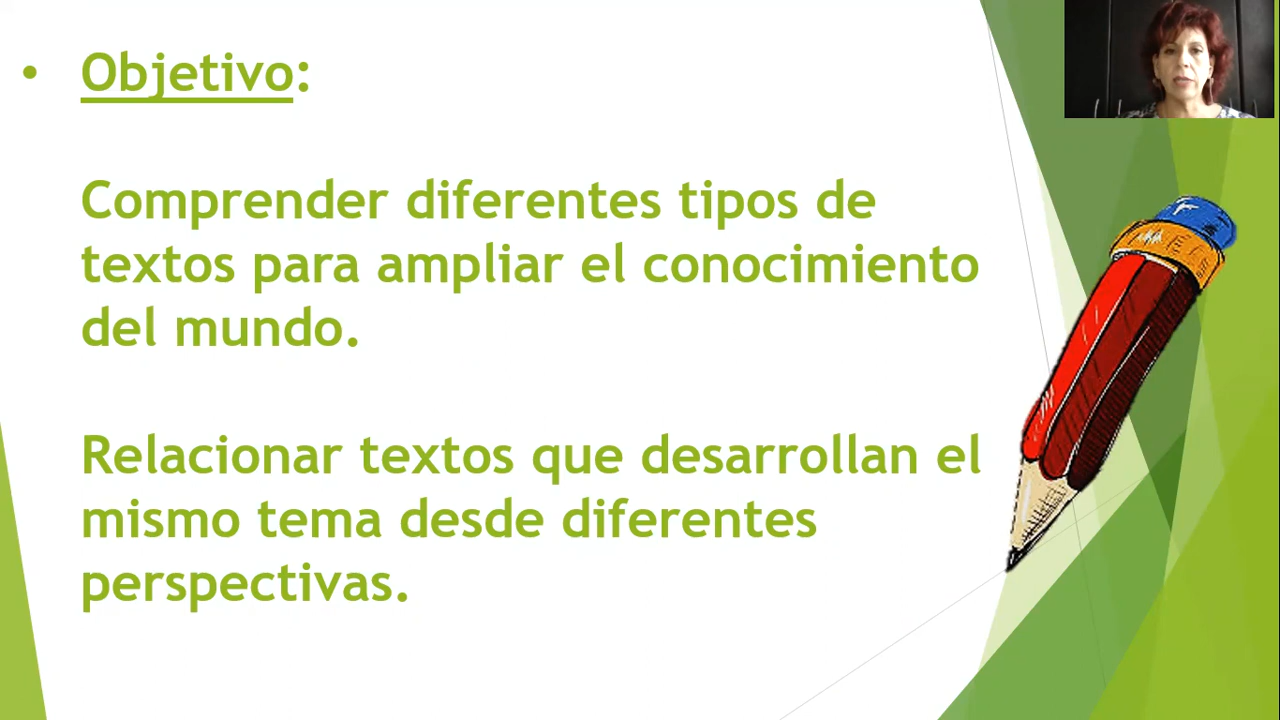 • Objetivo:
Comprender diferentes tipos de
textos para ampliar el conocimiento
del mundo.
Relacionar textos que desarrollan el
mismo tema desde diferentes
perspectivas.